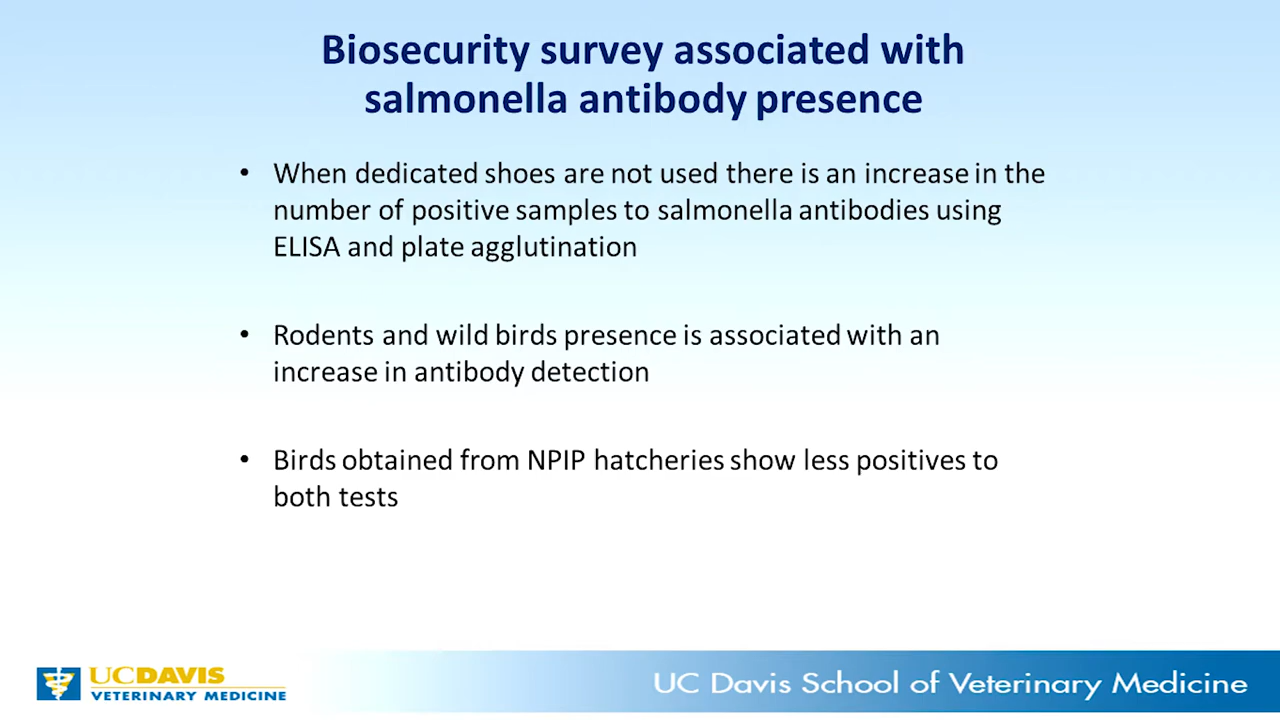 Biosecurity survey associated with
salmonella antibody presence
• When dedicated shoes are not used there is an increase in the
number of positive samples to salmonella antibodies using
ELISA and plate agglutination
• Rodents and wild birds presence is associated with an
increase in antibody detection
• Birds obtained from NPIP hatcheries show less positives to
both tests
UCDAVIS
VETERINARY MEDICINE
UC Davis School of Veterinary Medicine